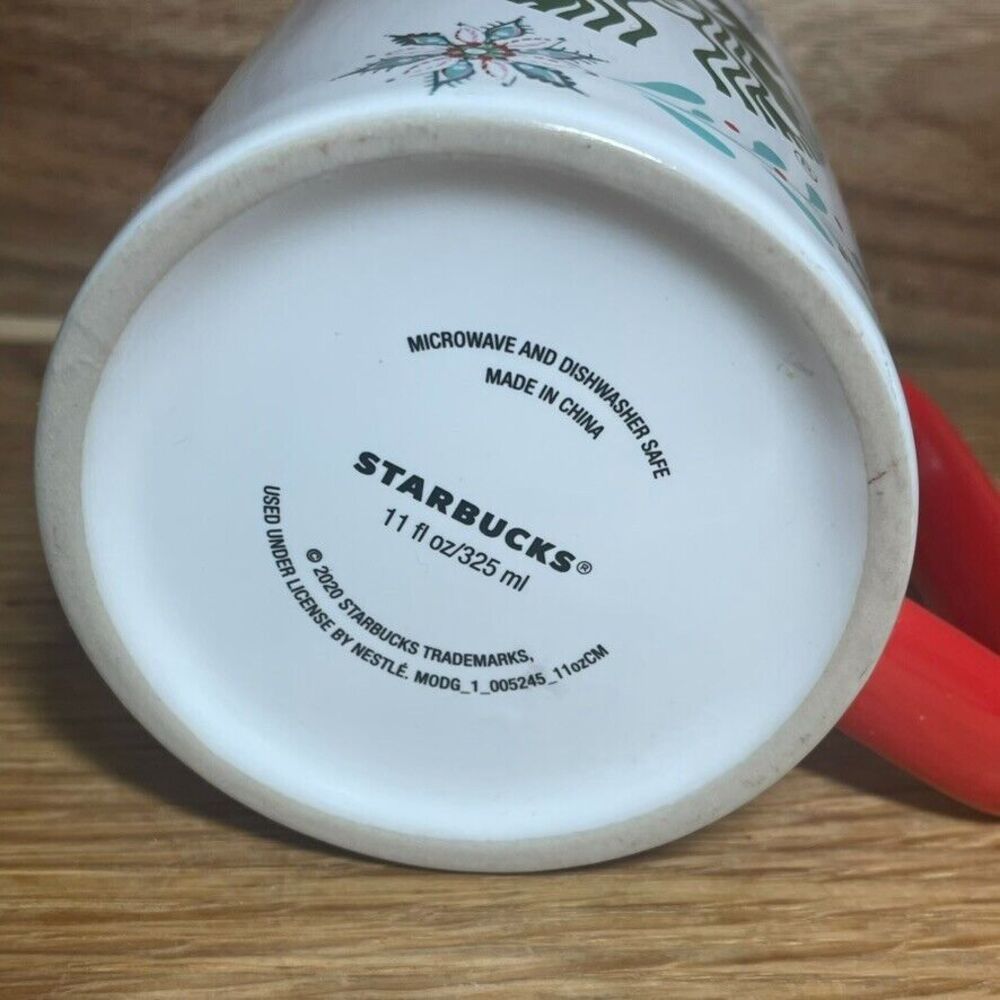 MICROWAVE AND DISHWASHER SAFE
MADE IN CHINA
STARBUCKS®
11 fl oz/325 ml
© 2020 STARBUCKS TRADEMARKS,
USED UNDER LICENSE BY NESTLÉ. MODG_1_005245_11ozCM